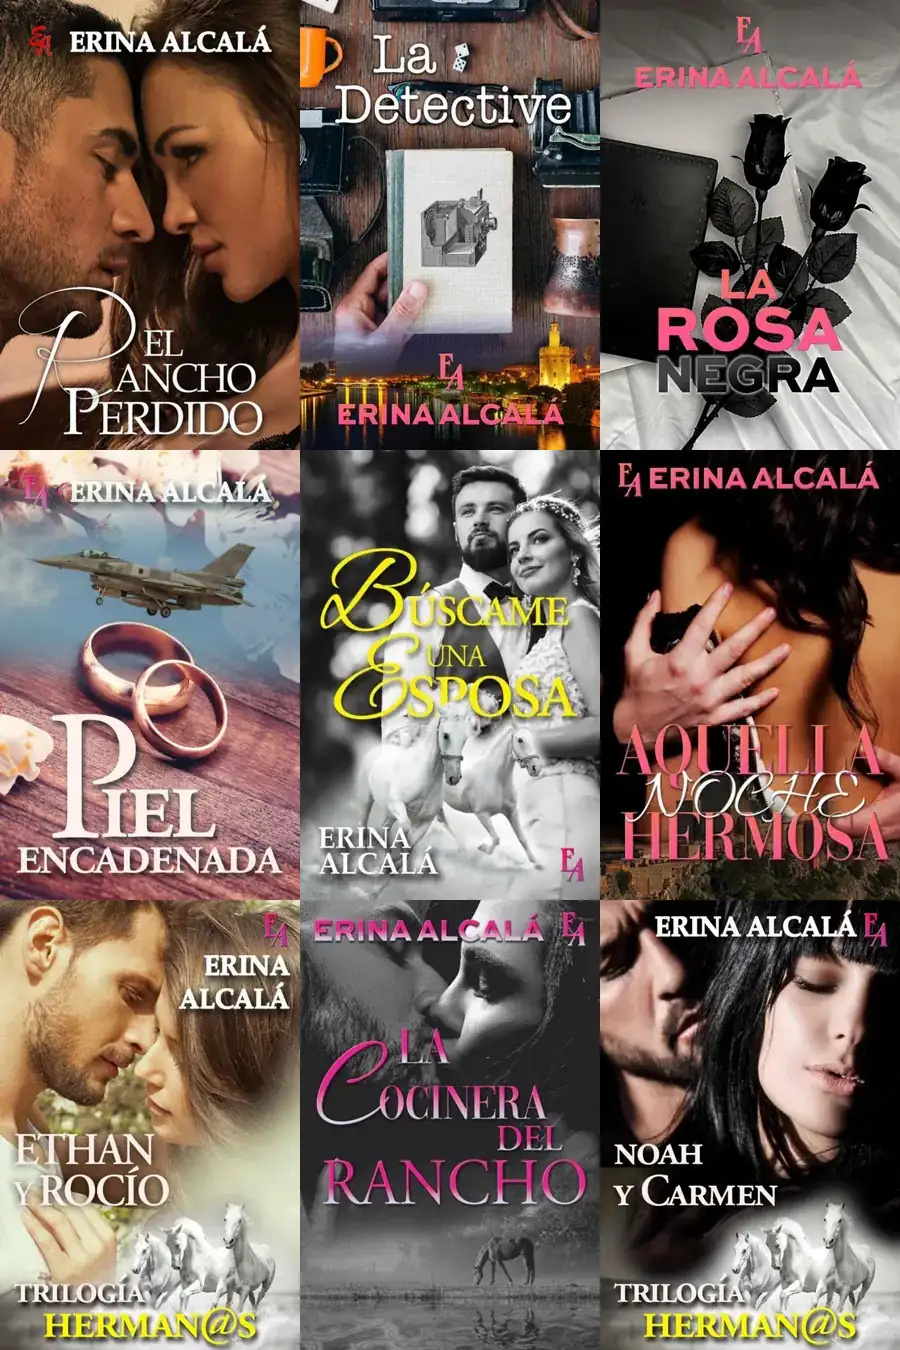 EA ERINA ALCALÁ
EL
RANCHO
PERDIDO
La
Detective
EA
ERINA ALCALÁ
EA
ERINA ALCALÁ
LA
ROSA
NEGRA
EA ERINA ALCALÁ
PIEL
ENCADENADA
BÚSCAME
UNA
ESPOSA
ERINA
ALCALÁ
EA
EA ERINA ALCALÁ
AQUELLA
NOCHE
HERMOSA
EA
ERINA
ALCALÁ
ETHAN
Y ROCÍO
TRILOGÍA
HERMAN@S
ERINA ALCALÁ EA
LA
COCINERA
DEL
RANCHO
ERINA ALCALÁ EA
NOAH
Y CARMEN
TRILOGÍA
HERMAN@S